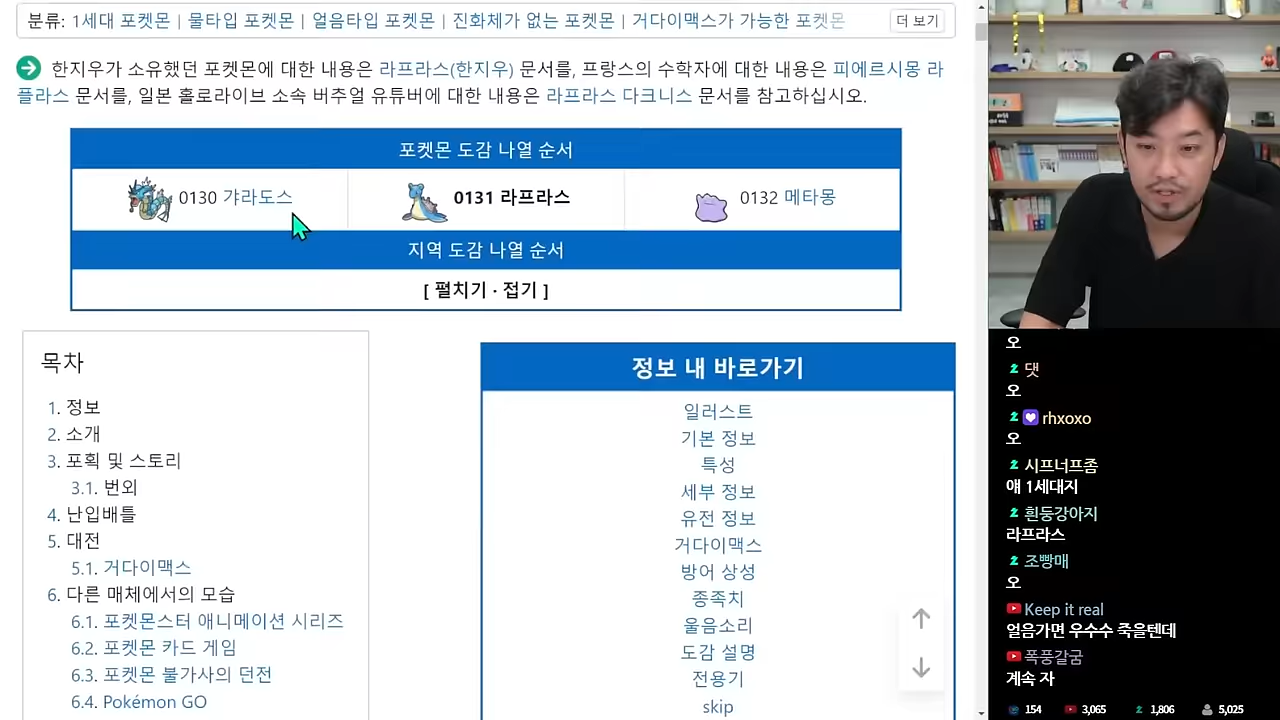 분류: 1세대 포켓몬 | 물타입 포켓몬 | 얼음타입 포켓몬 | 진화체가 없는 포켓몬 | 거다이맥스가 가능한 포켓몬
더 보기
한지우가 소유했던 포켓몬에 대한 내용은 라프라스(한지우) 문서를, 프랑스의 수학자에 대한 내용은 피에르시몽 라
플라스 문서를, 일본 홀로라이브 소속 버추얼 유튜버에 대한 내용은 라프라스 다크니스 문서를 참고하십시오.
포켓몬 도감 나열 순서
0130 갸라도스
0131 라프라스
0132 메타몽
지역 도감 나열 순서
[ 펼치기 · 접기 ]
목차
1. 정보
2. 소개
3. 포획 및 스토리
3.1. 번외
4. 난입배틀
5. 대전
5.1. 거다이맥스
6. 다른 매체에서의 모습
6.1. 포켓몬스터 애니메이션 시리즈
6.2. 포켓몬 카드 게임
6.3. 포켓몬 불가사의 던전
6.4. Pokémon GO
정보 내 바로가기
일러스트
기본 정보
특성
세부 정보
유전 정보
거다이맥스
방어 상성
종족치
울음소리
도감 설명
전용기
skip
오
댓
오
rhxoxo
오
시프너프좀
얘 1세대지
흰둥강아지
라프라스
조빵매
오
Keep it real
얼음가면 우수수 죽을텐데
폭풍갈굼
계속 자
154 3,065 1,806 5,025